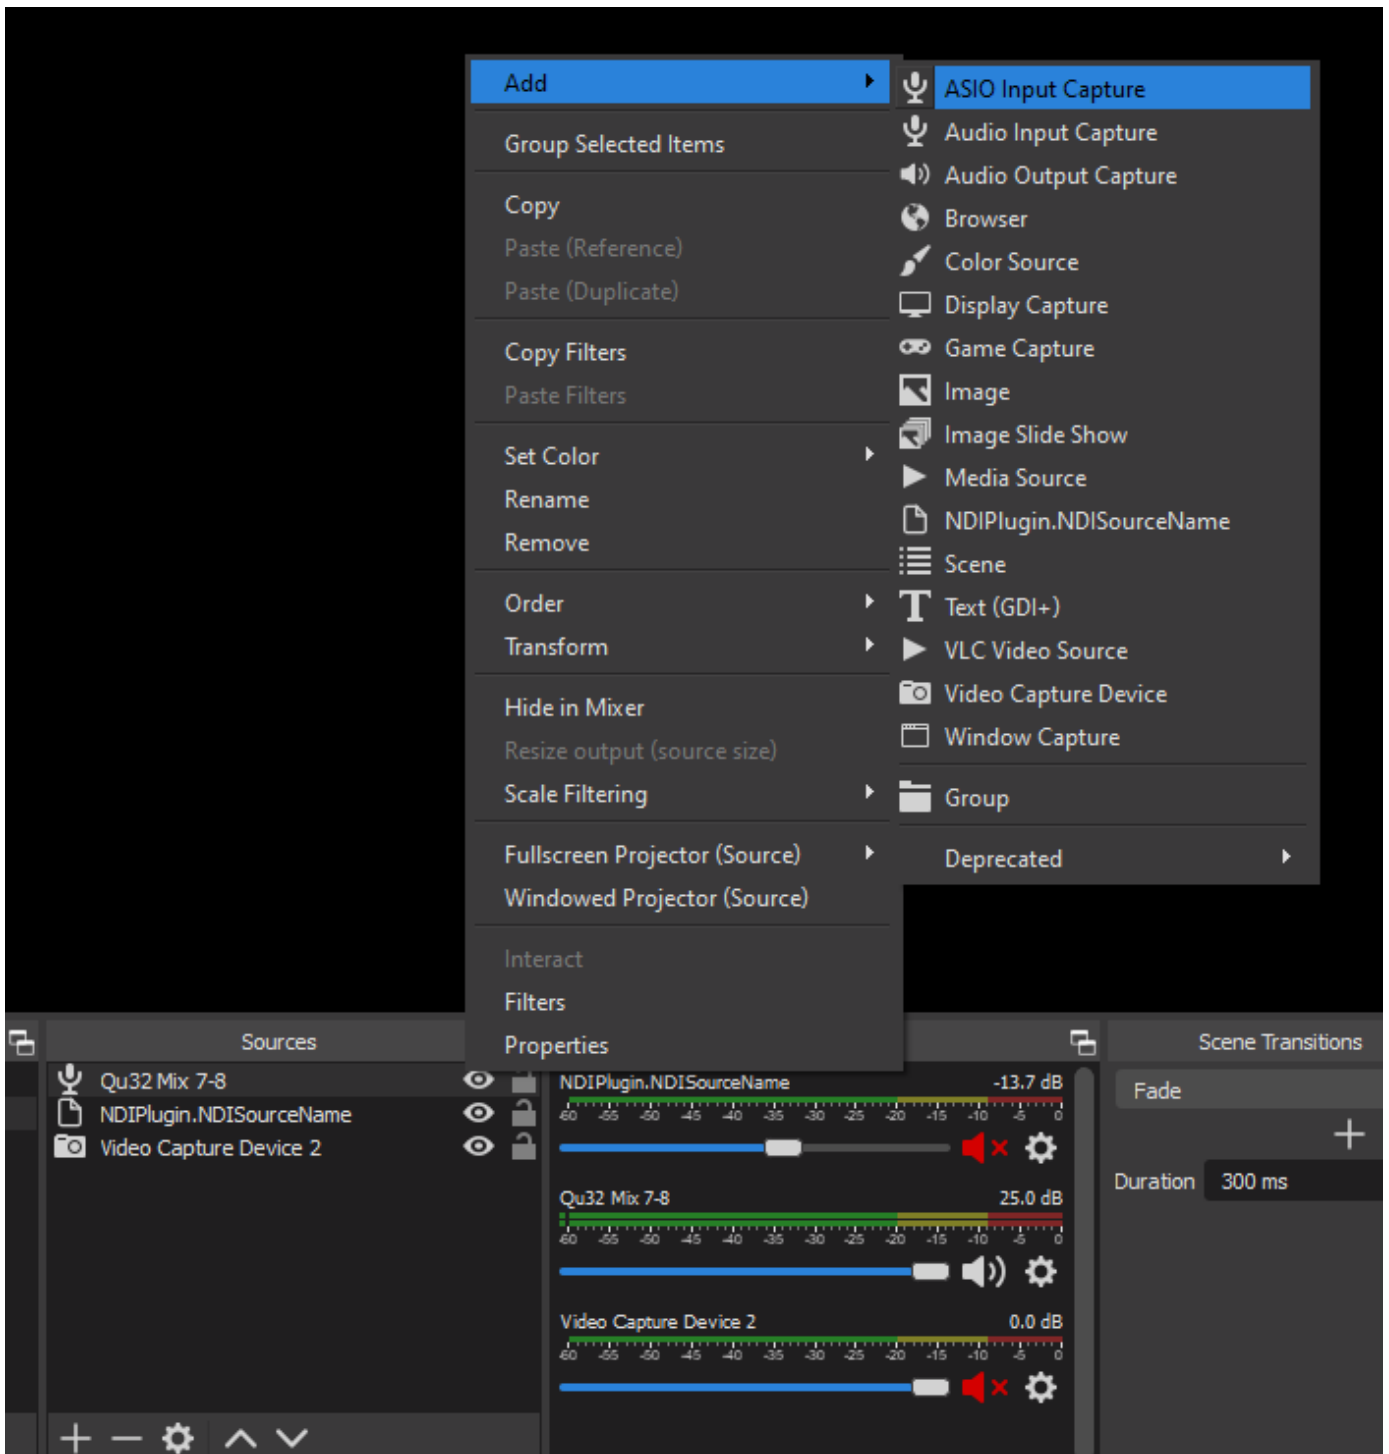 Add
Group Selected Items
Copy
Paste (Reference)
Paste (Duplicate)
Copy Filters
Paste Filters
Set Color
Rename
Remove
Order
Transform
Hide in Mixer
Resize output (source size)
Scale Filtering
Fullscreen Projector (Source)
Windowed Projector (Source)
Interact
Filters
Properties
ASIO Input Capture
Audio Input Capture
Audio Output Capture
Browser
Color Source
Display Capture
Game Capture
Image
Image Slide Show
Media Source
NDIPlugin.NDISourceName
Scene
Text (GDI+)
VLC Video Source
Video Capture Device
Window Capture
Group
Deprecated
Sources
Qu32 Mix 7-8
NDIPlugin.NDISourceName
Video Capture Device 2
NDIPlugin.NDISourceName -13.7 dB
-60 -55 -50 -45 -40 -35 -30 -25 -20 -15 -10 -5 0
Qu32 Mix 7-8 25.0 dB
-60 -55 -50 -45 -40 -35 -30 -25 -20 -15 -10 -5 0
Video Capture Device 2 0.0 dB
-60 -55 -50 -45 -40 -35 -30 -25 -20 -15 -10 -5 0
Scene Transitions
Fade
Duration 300 ms